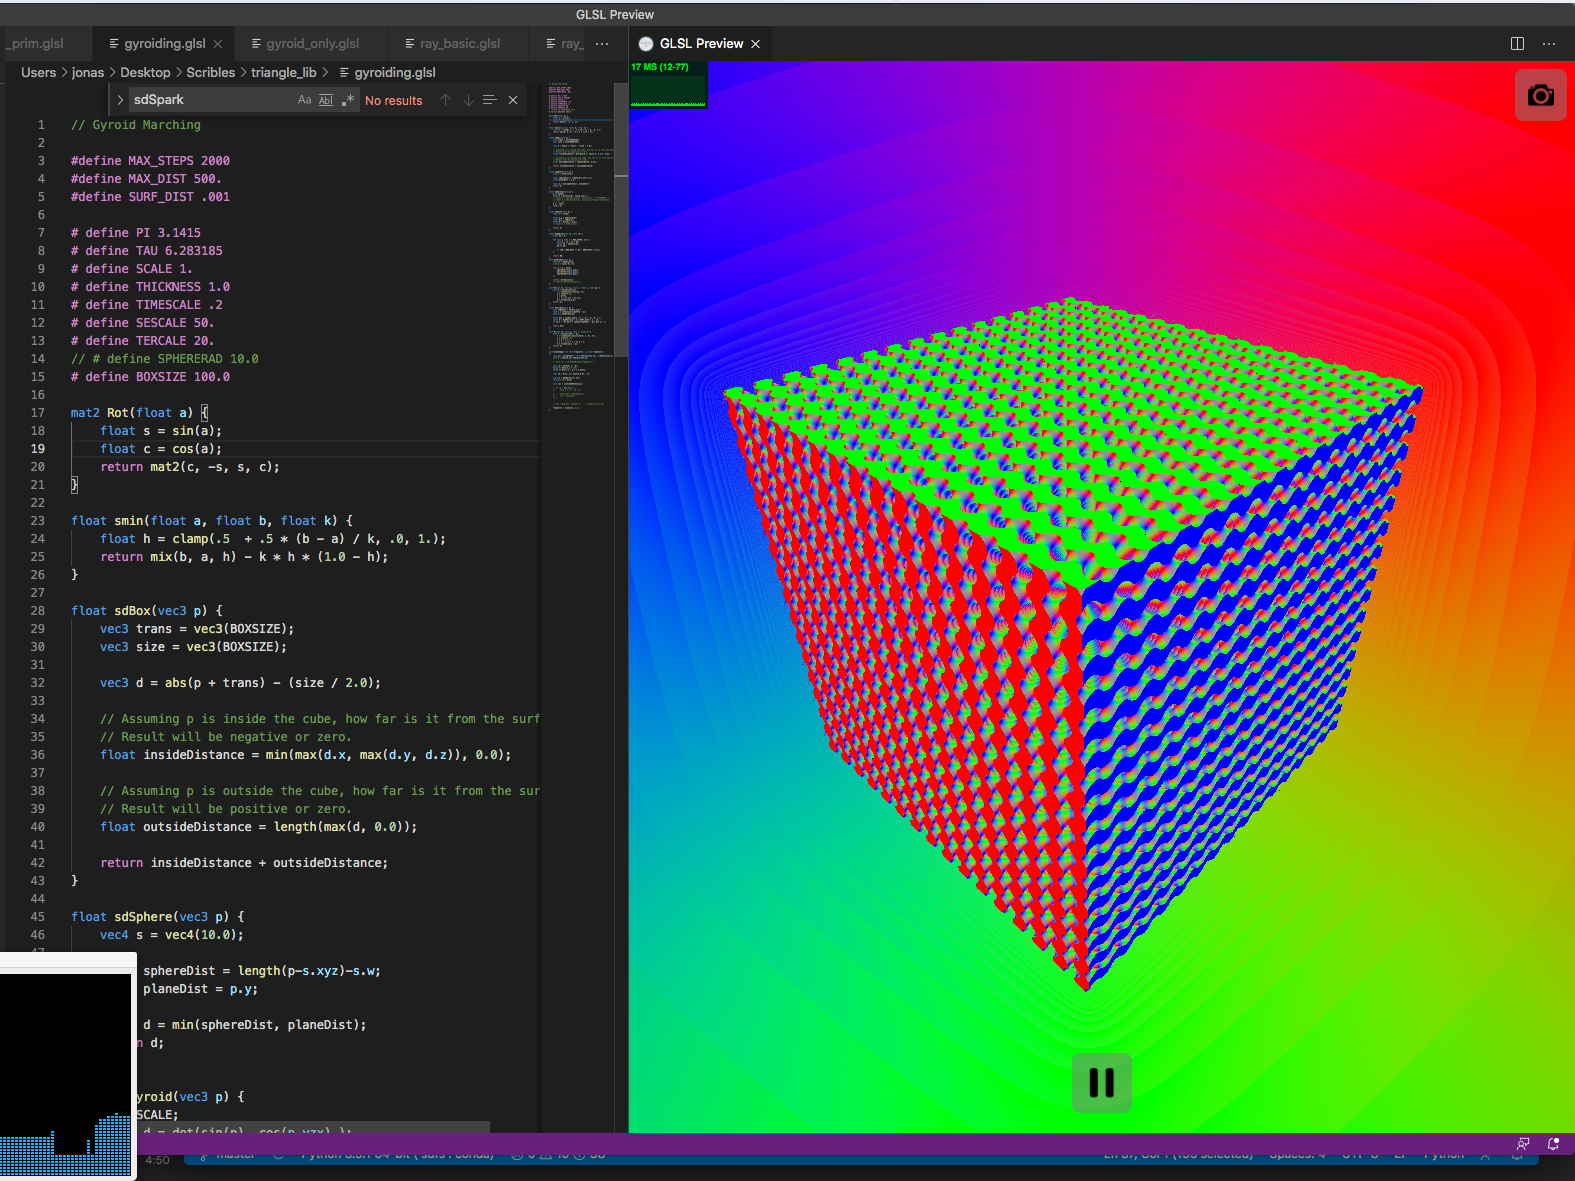 GLSL Preview
_prim.glsl
gyroiding.glsl
gyroid_only.glsl
ray_basic.glsl
ray_
GLSL Preview
Users > jonas > Desktop > Scribles > triangle_lib > gyroiding.glsl
sdSpark
Aa
Abl
.*
No results
17 MS (12-77)
1 // Gyroid Marching
2
3 #define MAX_STEPS 2000
4 #define MAX_DIST 500.
5 #define SURF_DIST .001
6
7 # define PI 3.1415
8 # define TAU 6.283185
9 # define SCALE 1.
10 # define THICKNESS 1.0
11 # define TIMESCALE .2
12 # define SESCALE 50.
13 # define TERCALE 20.
14 // # define SPHERERAD 10.0
15 # define BOXSIZE 100.0
16
17 mat2 Rot(float a) {
18 float s = sin(a);
19 float c = cos(a);
20 return mat2(c, -s, s, c);
21 }
22
23 float smin(float a, float b, float k) {
24 float h = clamp(.5  + .5 * (b - a) / k, .0, 1.);
25 return mix(b, a, h) - k * h * (1.0 - h);
26 }
27
28 float sdBox(vec3 p) {
29 vec3 trans = vec3(BOXSIZE);
30 vec3 size = vec3(BOXSIZE);
31
32 vec3 d = abs(p + trans) - (size / 2.0);
33
34 // Assuming p is inside the cube, how far is it from the surf
35 // Result will be negative or zero.
36 float insideDistance = min(max(d.x, max(d.y, d.z)), 0.0);
37
38 // Assuming p is outside the cube, how far is it from the sur
39 // Result will be positive or zero.
40 float outsideDistance = length(max(d, 0.0));
41
42 return insideDistance + outsideDistance;
43 }
44
45 float sdSphere(vec3 p) {
46 vec4 s = vec4(10.0);
47
sphereDist = length(p-s.xyz)-s.w;
planeDist = p.y;
d = min(sphereDist, planeDist);
n d;
yroid(vec3 p) {
SCALE;
d = dot(sin(p), cos(p.yzx) );
4:50
master